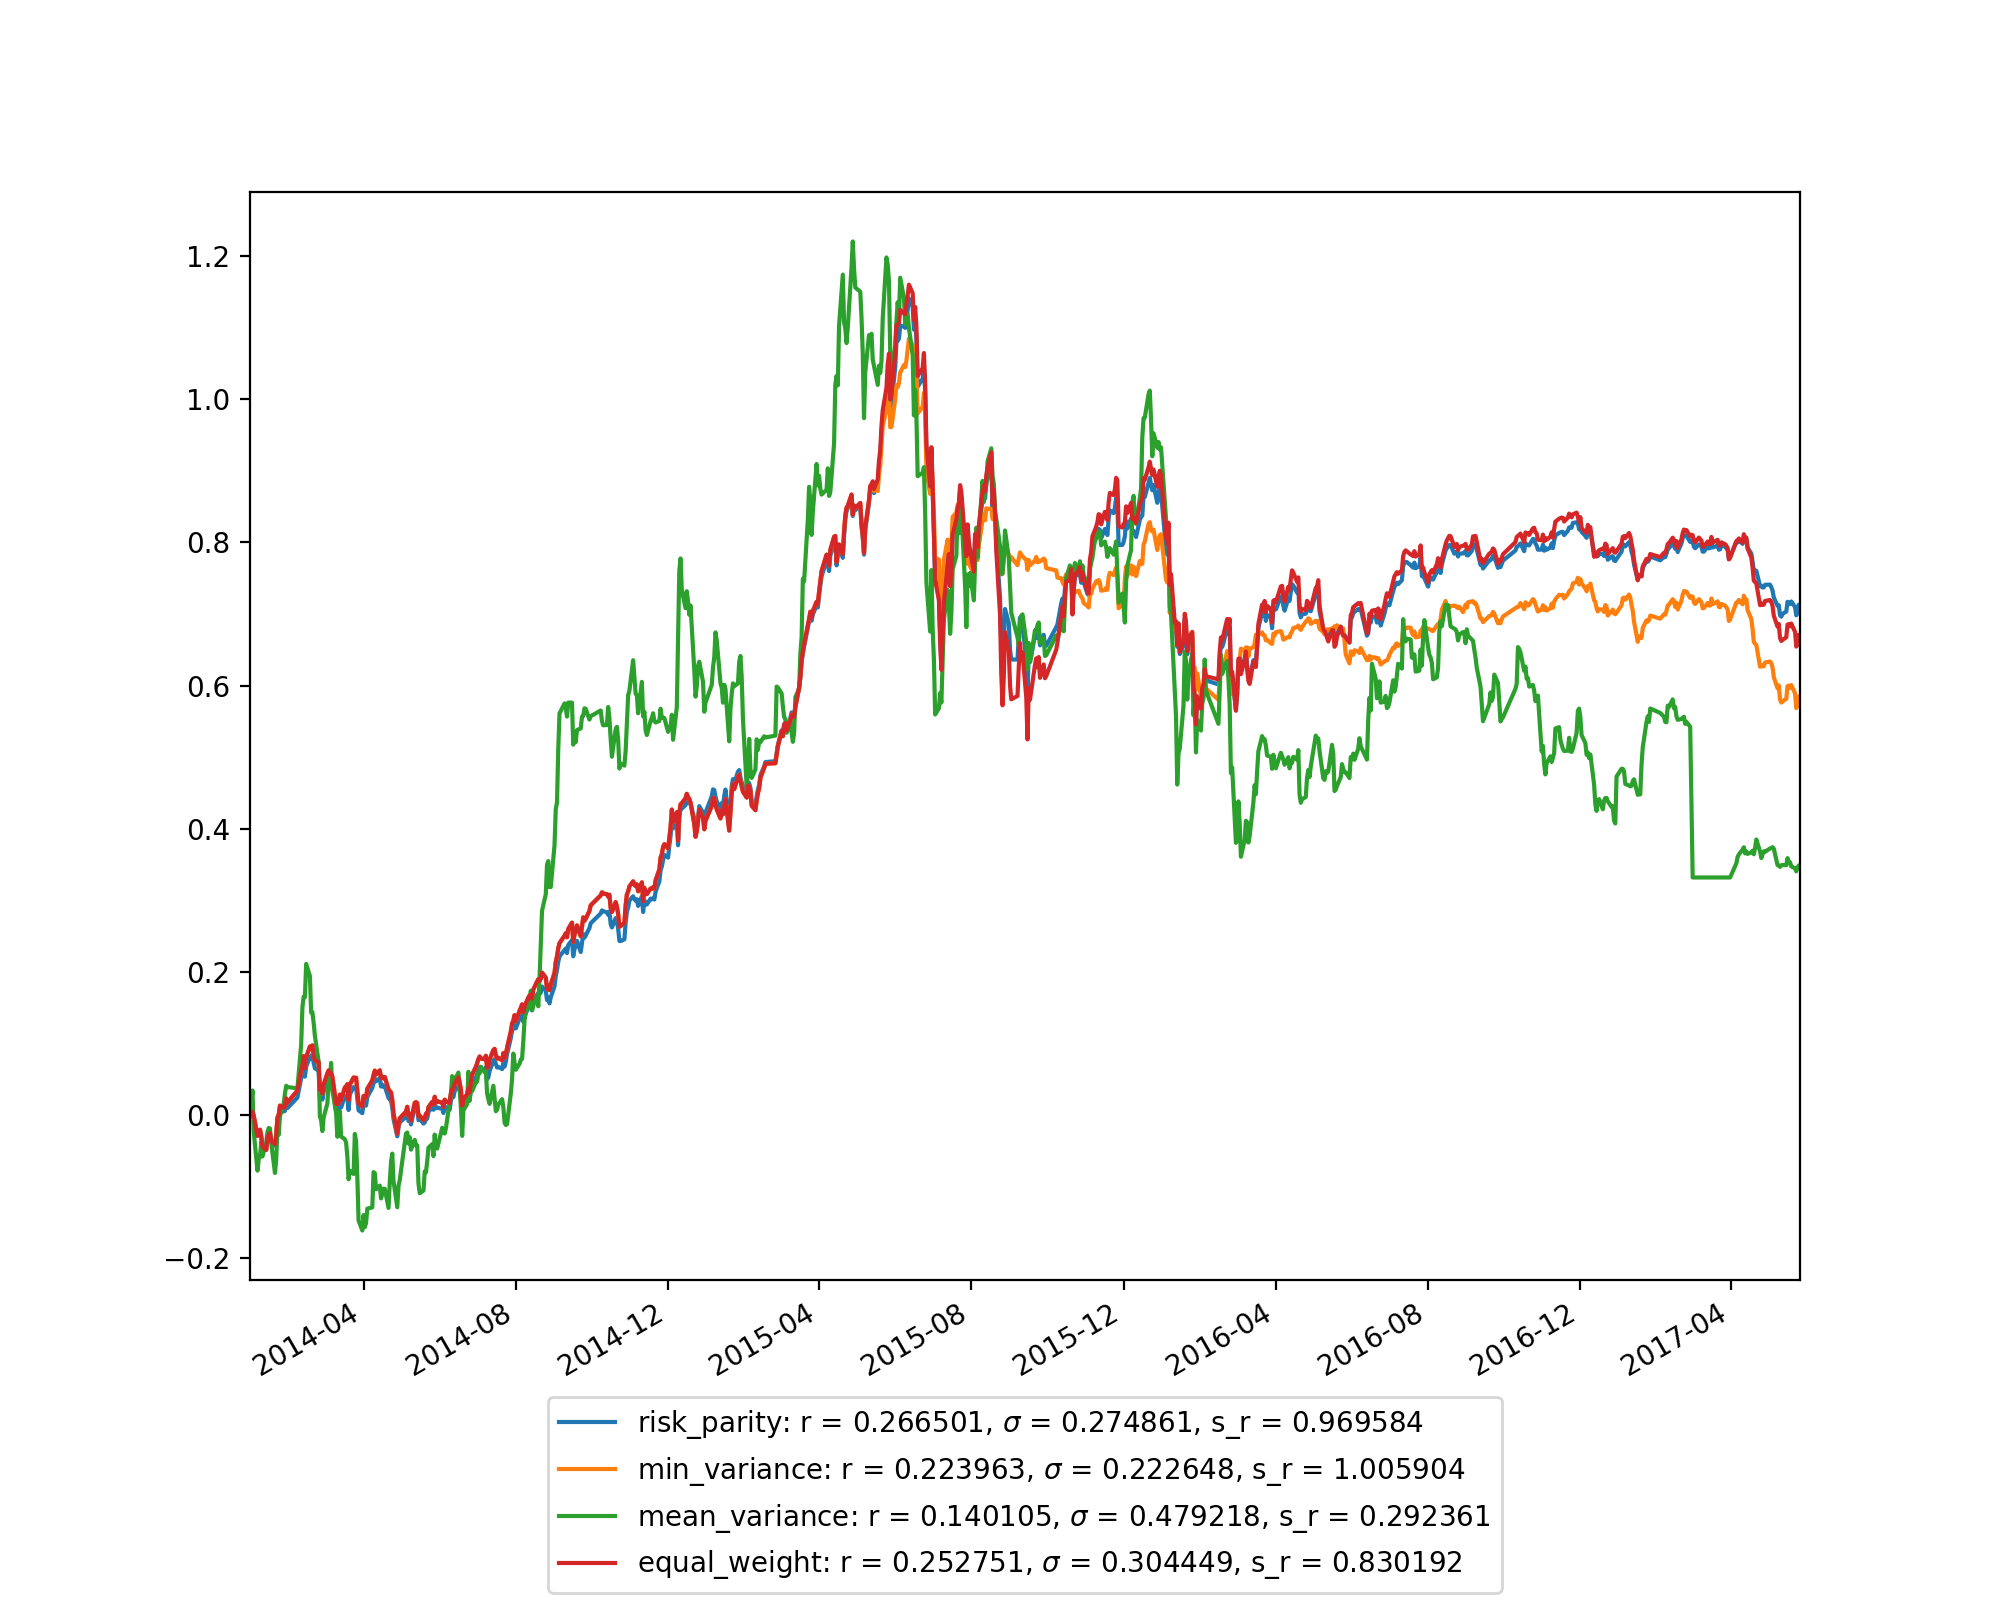 1.2
1.0
0.8
0.6
0.4
0.2
0.0
−0.2
2014-04 2014-08 2014-12 2015-04 2015-08 2015-12 2016-04 2016-08 2016-12 2017-04
risk_parity: r = 0.266501, σ = 0.274861, s_r = 0.969584
min_variance: r = 0.223963, σ = 0.222648, s_r = 1.005904
mean_variance: r = 0.140105, σ = 0.479218, s_r = 0.292361
equal_weight: r = 0.252751, σ = 0.304449, s_r = 0.830192